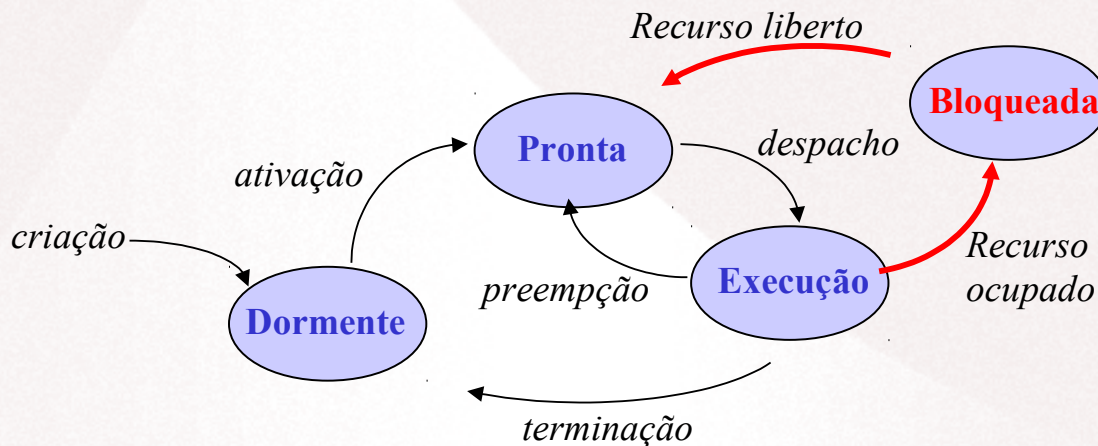 Recurso liberto
Bloqueada
Pronta
despacho
ativação
criação
Recurso
ocupado
Execução
preempção
Dormente
terminação